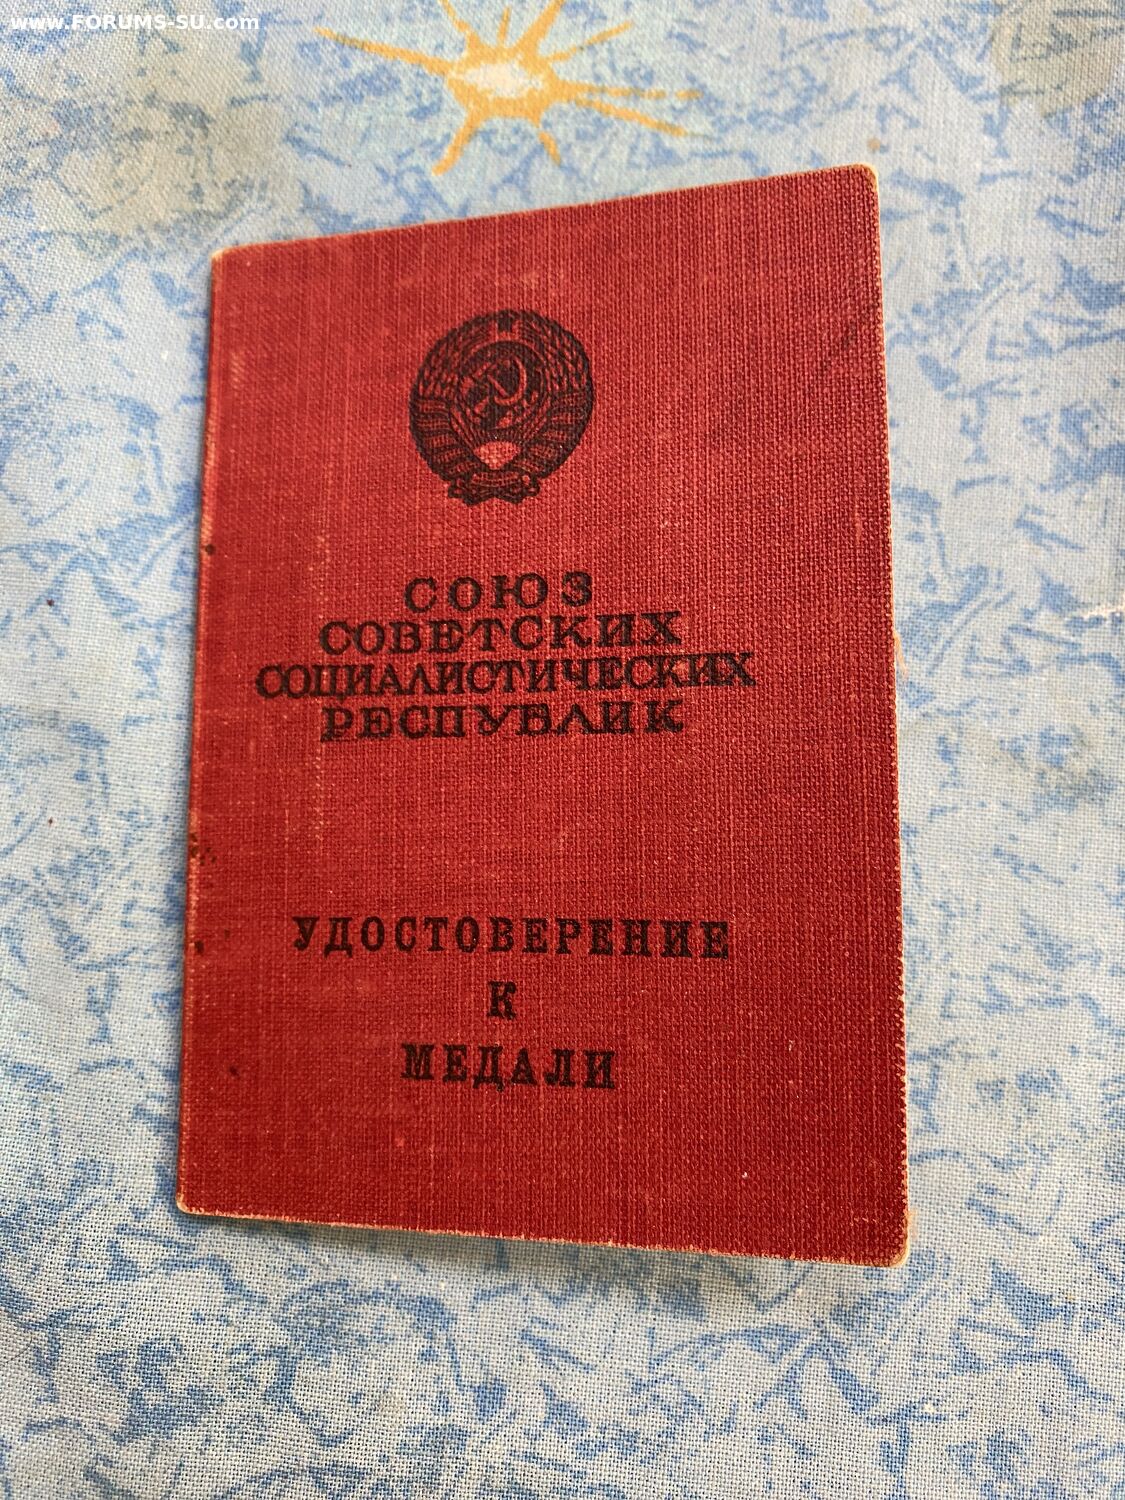 www.FORUMS-SU.com
СОЮЗ
СОВЕТСКИХ
СОЦИАЛИСТИЧЕСКИХ
РЕСПУБЛИК
УДОСТОВЕРЕНИЕ
К
МЕДАЛИ